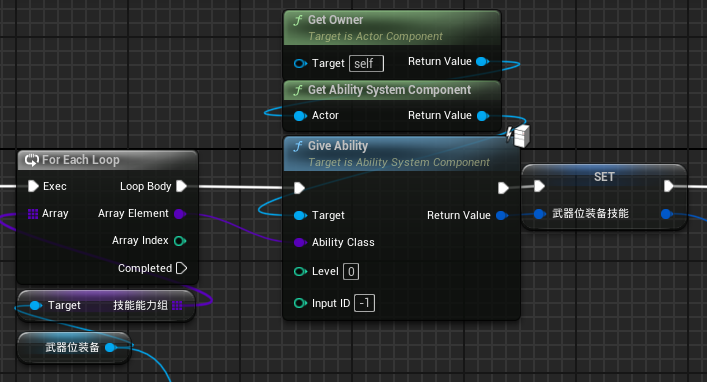 Get Owner
Target is Actor Component
Target self Return Value
Get Ability System Component
Actor Return Value
Give Ability
Target is Ability System Component
For Each Loop
Exec Loop Body
SET
Array Array Element
Target Return Value
武器位装备技能
Array Index
Ability Class
Completed
Level 0
Target 技能能力组
Input ID -1
武器位装备